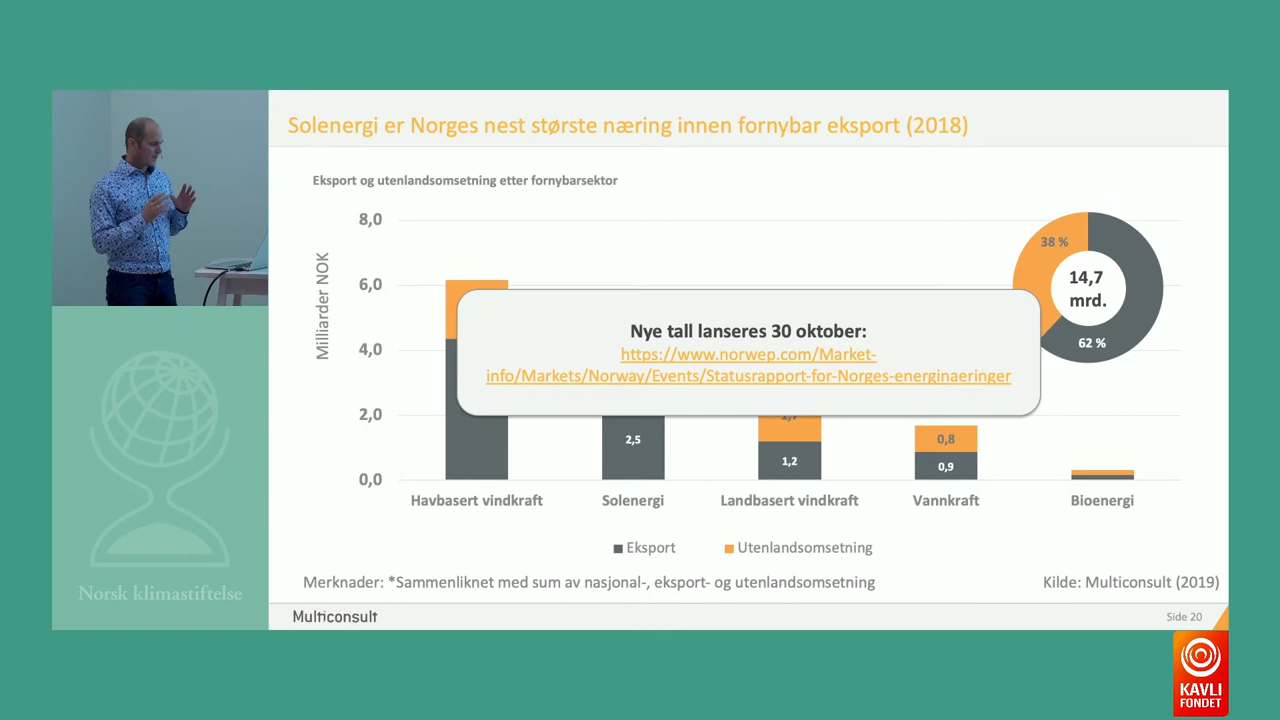 Solenergi er Norges nest største næring innen fornybar eksport (2018)
Eksport og utenlandsomsetning etter fornybarsektor
8,0
6,0
4,0
2,0
0,0
Milliarder NOK
38 %
14,7
mrd.
62 %
Nye tall lanseres 30 oktober:
https://www.norwep.com/Market-
info/Markets/Norway/Events/Statusrapport-for-Norges-energinaeringer
2,5
1,2
0,8
0,9
Havbasert vindkraft
Solenergi
Landbasert vindkraft
Vannkraft
Bioenergi
Eksport
Utenlandsomsetning
Merknader: *Sammenliknet med sum av nasjonal-, eksport- og utenlandsomsetning
Kilde: Multiconsult (2019)
Multiconsult
Side 20
Norsk klimastiftelse
KAVLI
FONDET